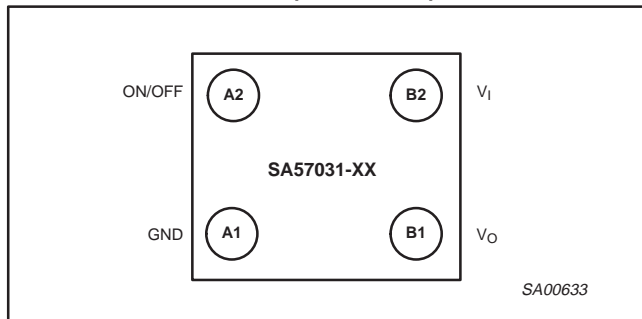 ON/OFF A2 B2 VI
SA57031-XX
GND A1 B1 VO
SA00633